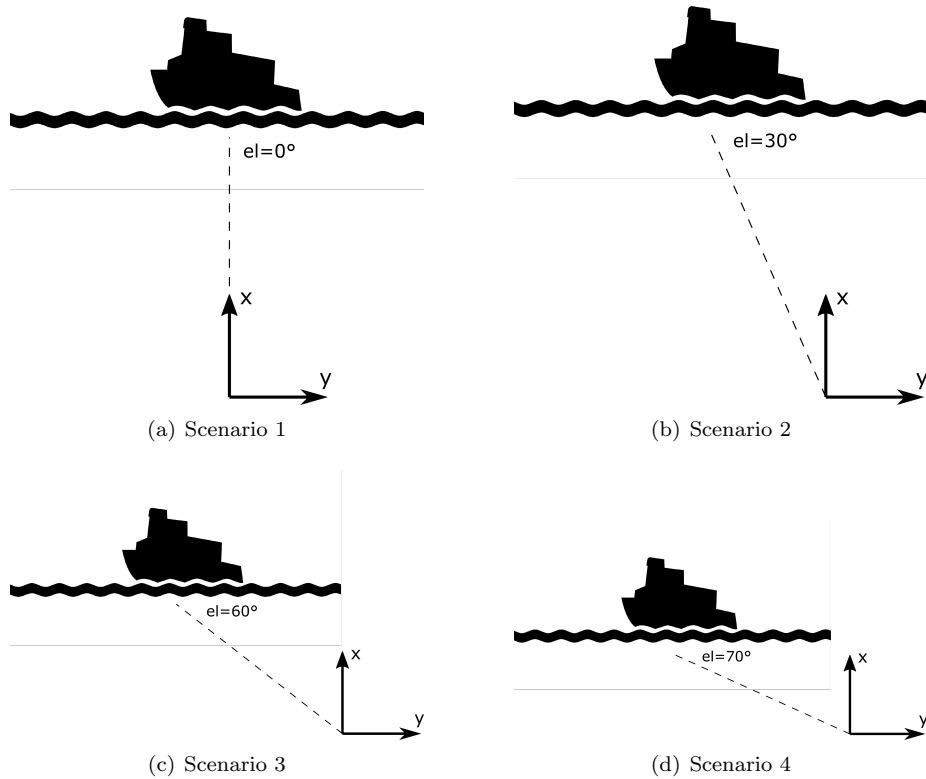 el=0°
x
y
(a) Scenario 1
el=30°
x
y
(b) Scenario 2
el=60°
x
y
(c) Scenario 3
el=70°
x
y
(d) Scenario 4